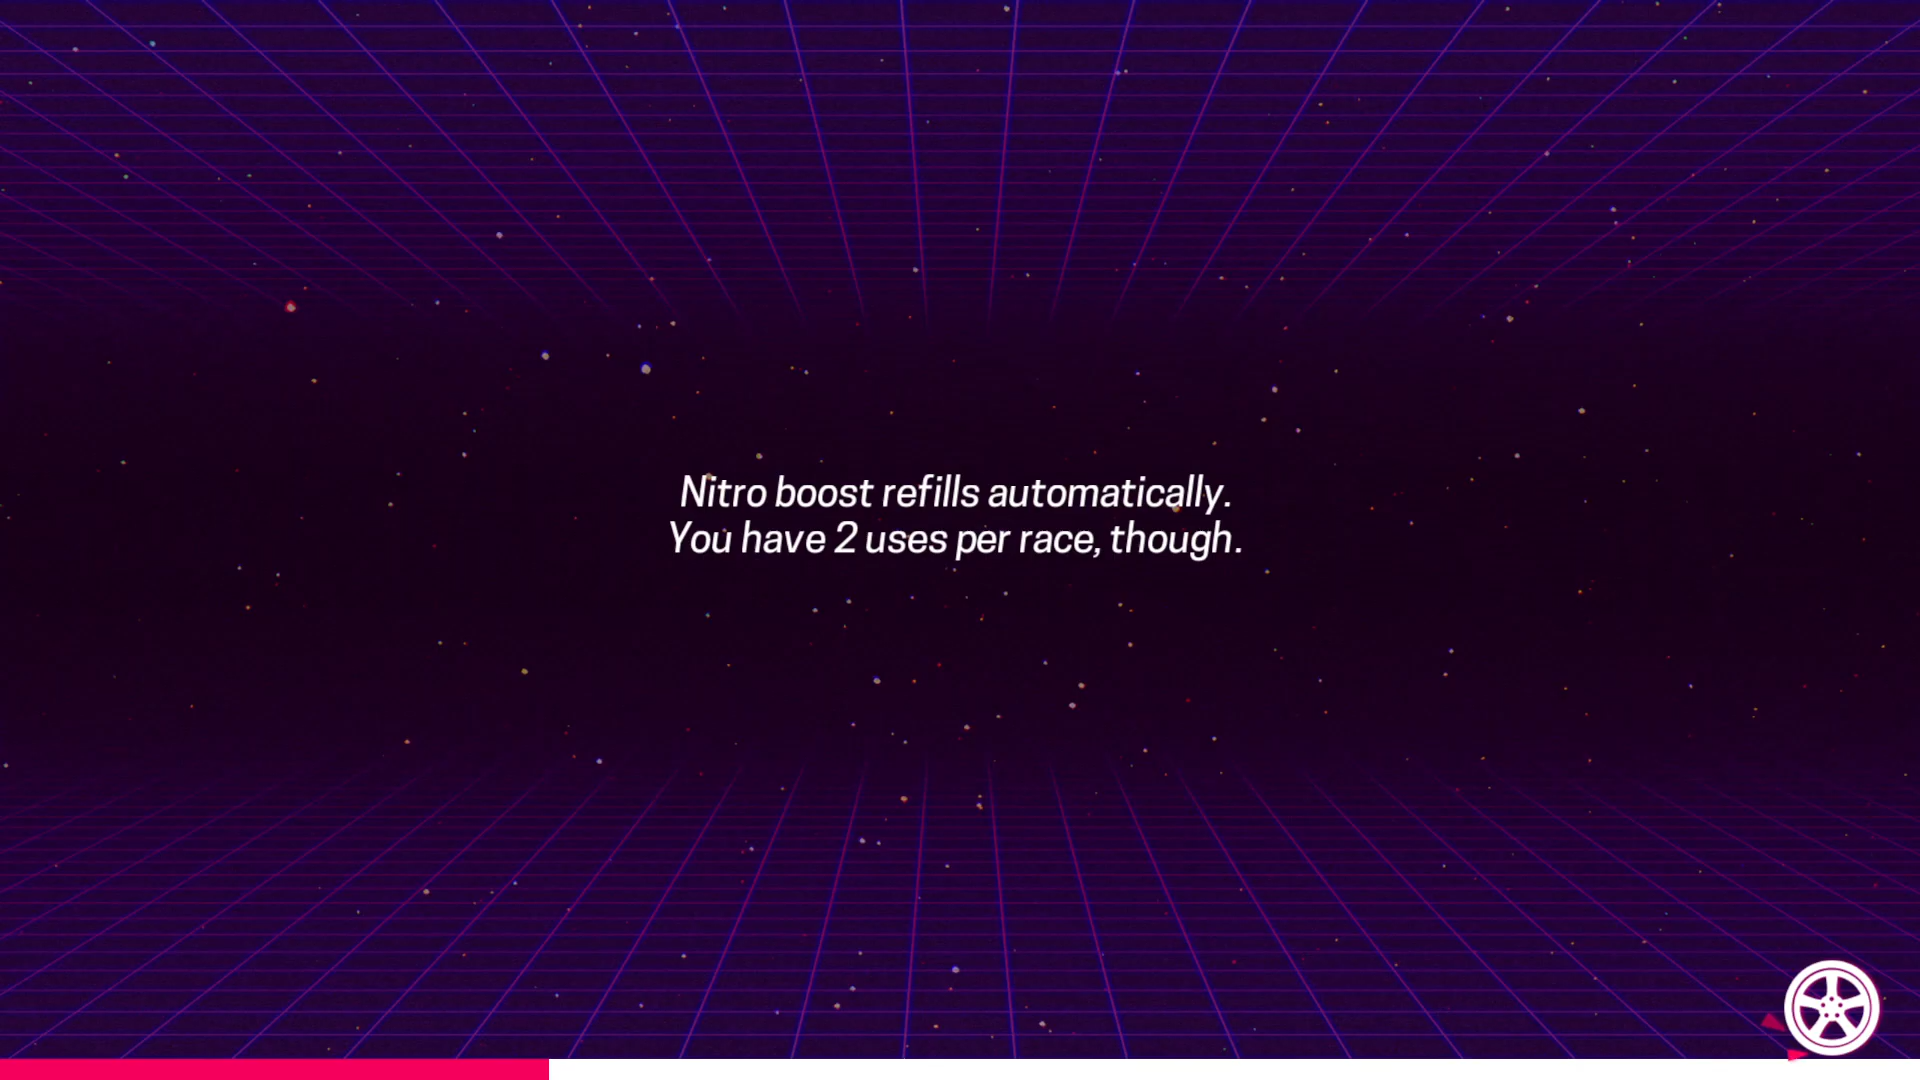 Nitro boost refills automatically.
You have 2 uses per race, though.